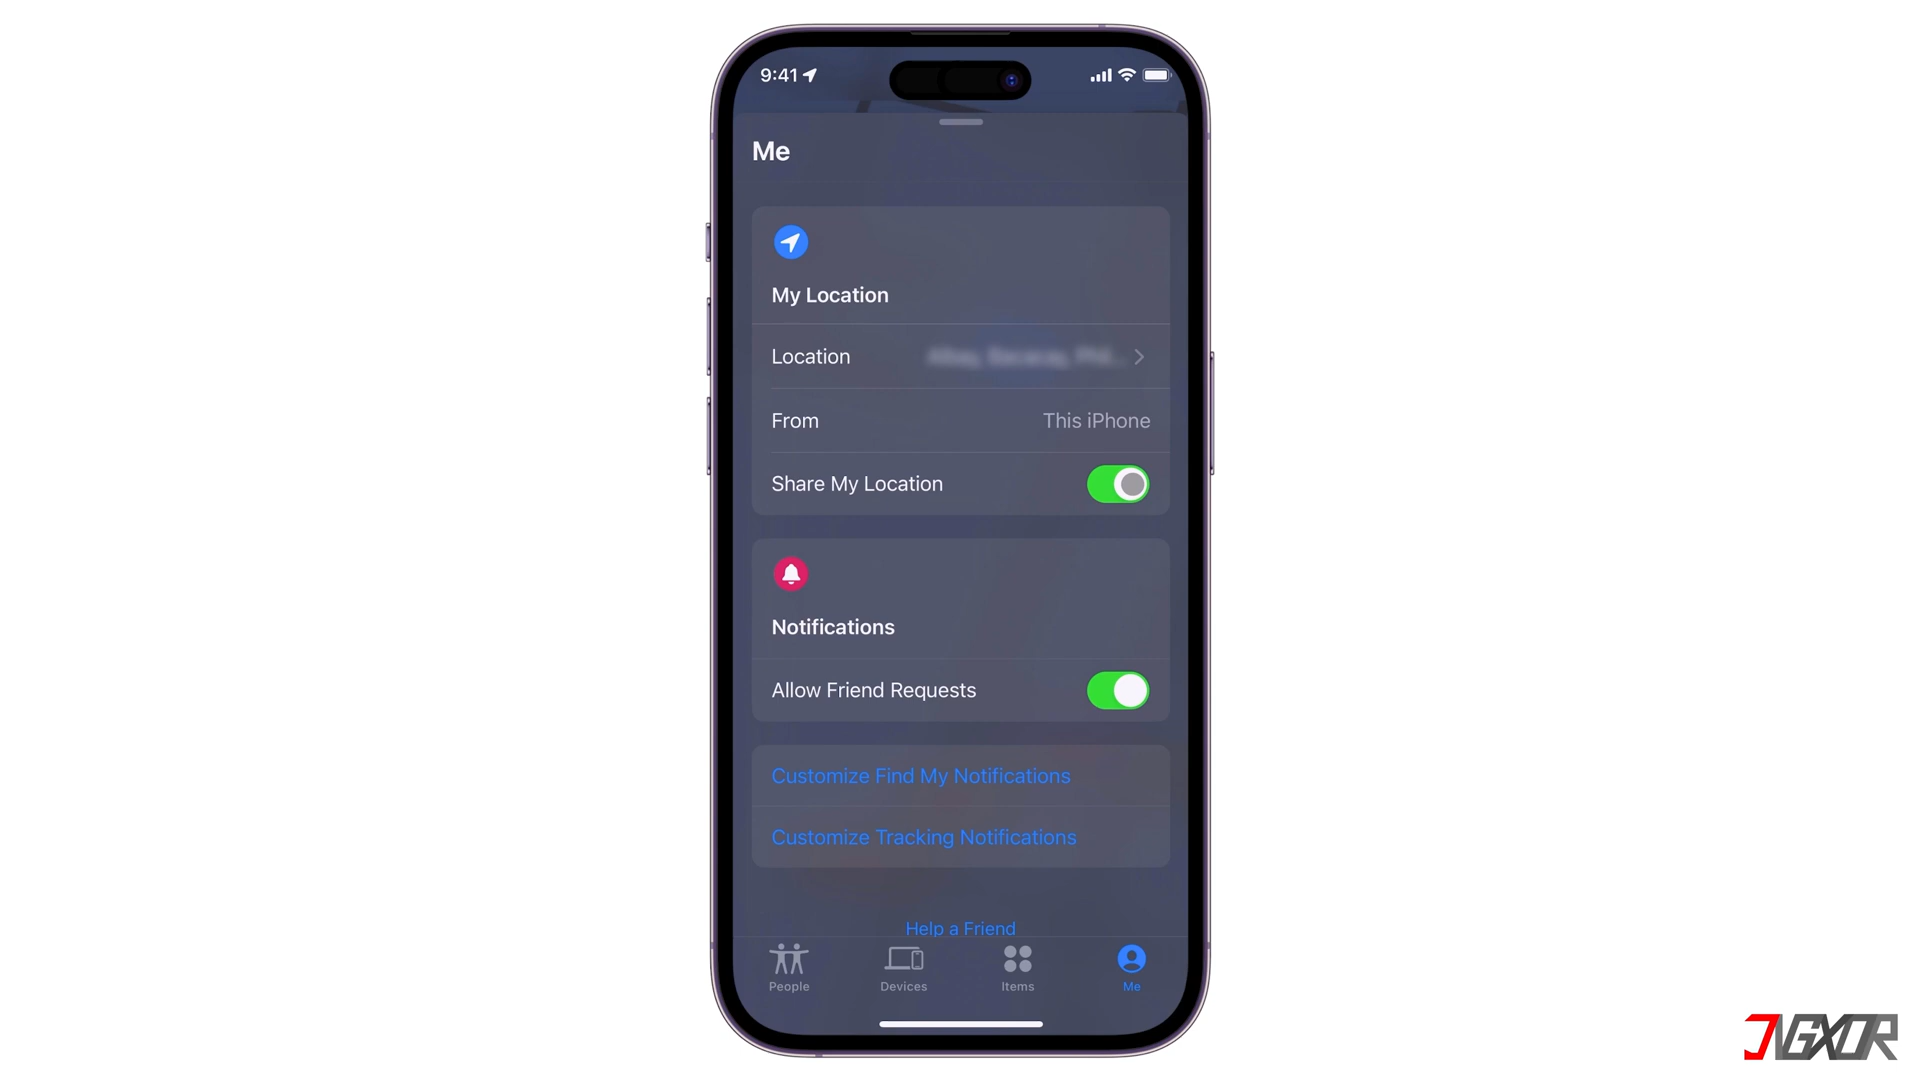 9:41
Me
My Location
Location
From This iPhone
Share My Location
Notifications
Allow Friend Requests
Customize Find My Notifications
Customize Tracking Notifications
Help a Friend
People Devices Items Me
JVGXOR